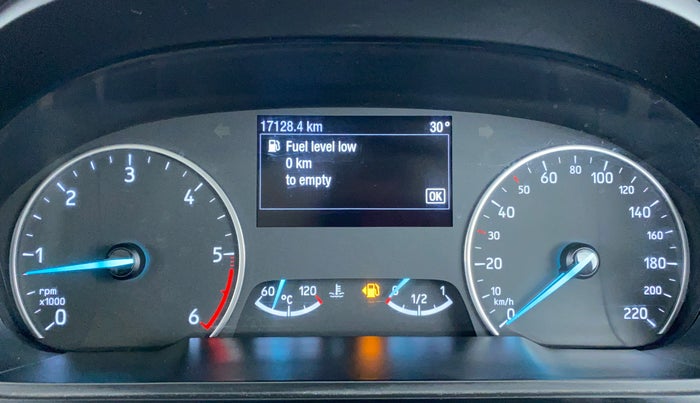 17128.4 km 30°
Fuel level low
0 km
to empty
OK
0 1 2 3 4 5 6
rpm
x1000
60 °C 120
0 1/2 1
0 10 20 30 40 50 60 80 100 120 140 160 180 200 220
km/h